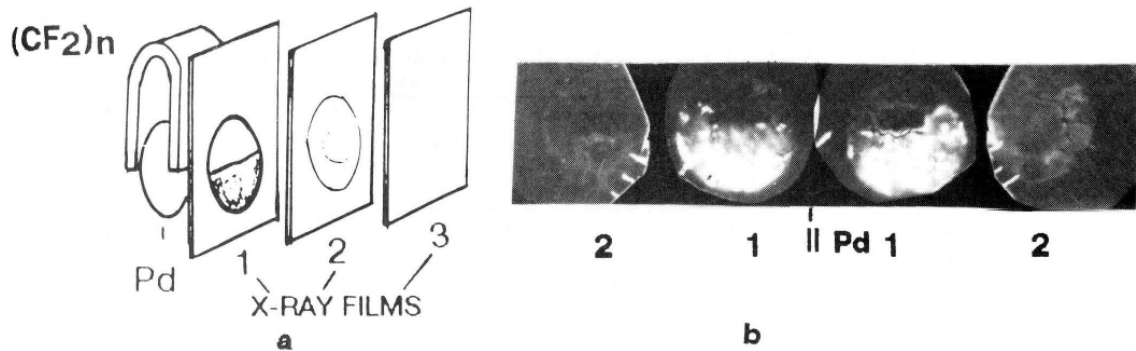 (CF2)n
Pd
1 2 3
X-RAY FILMS
a
2 1 || Pd 1 2
b